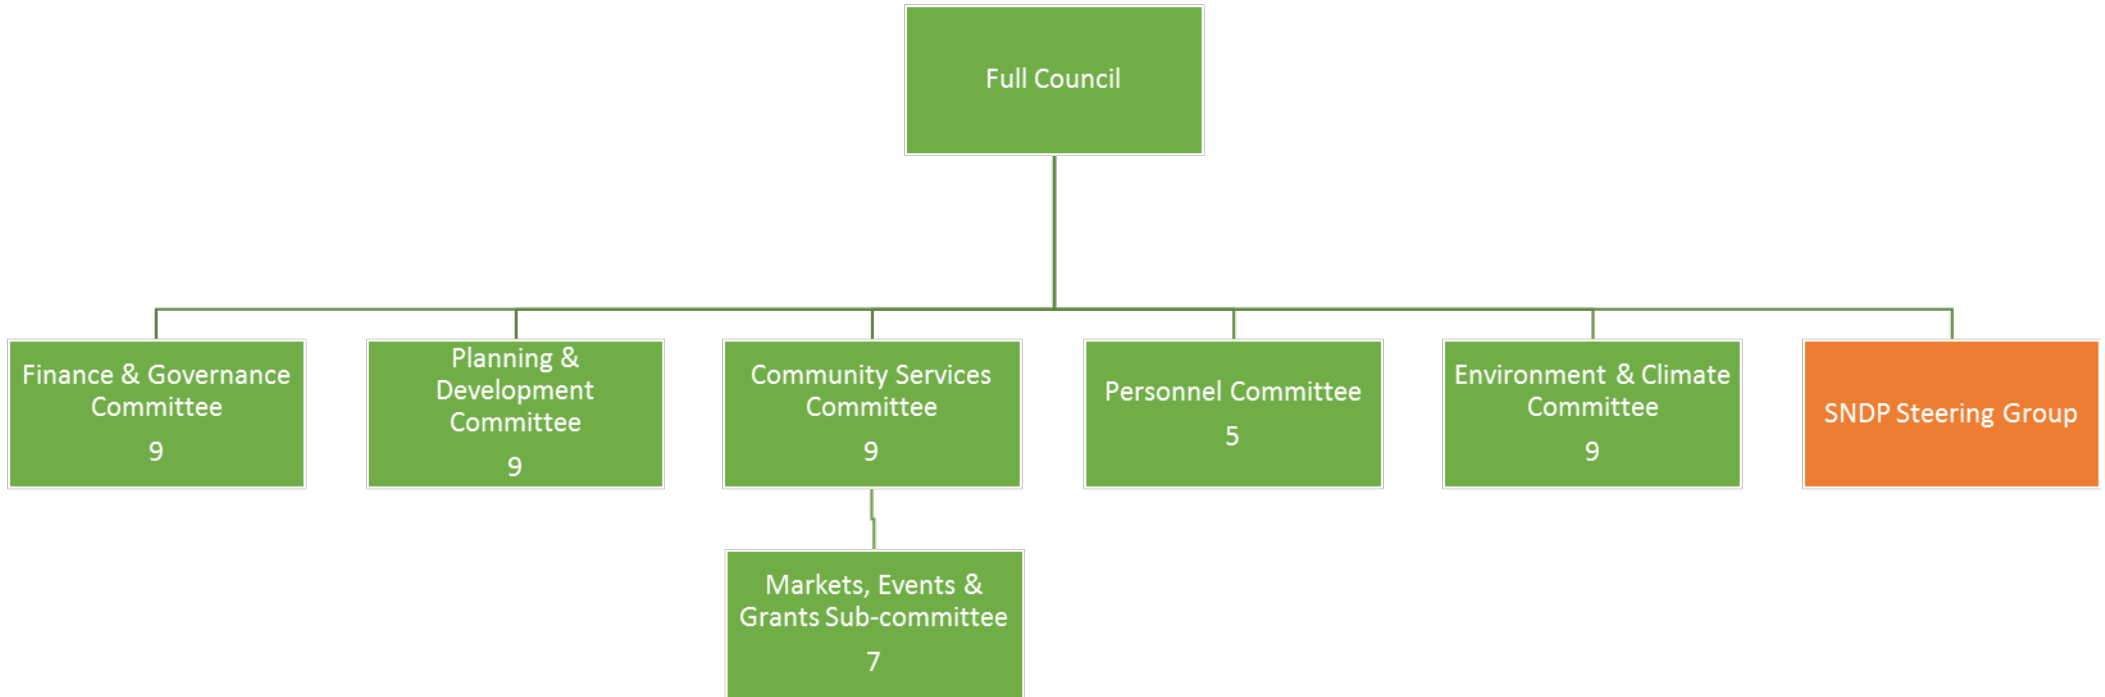 Full Council
Finance & Governance
Committee
9
Planning &
Development
Committee
9
Community Services
Committee
9
Personnel Committee
5
Environment & Climate
Committee
9
SNDP Steering Group
Markets, Events &
Grants Sub-committee
7